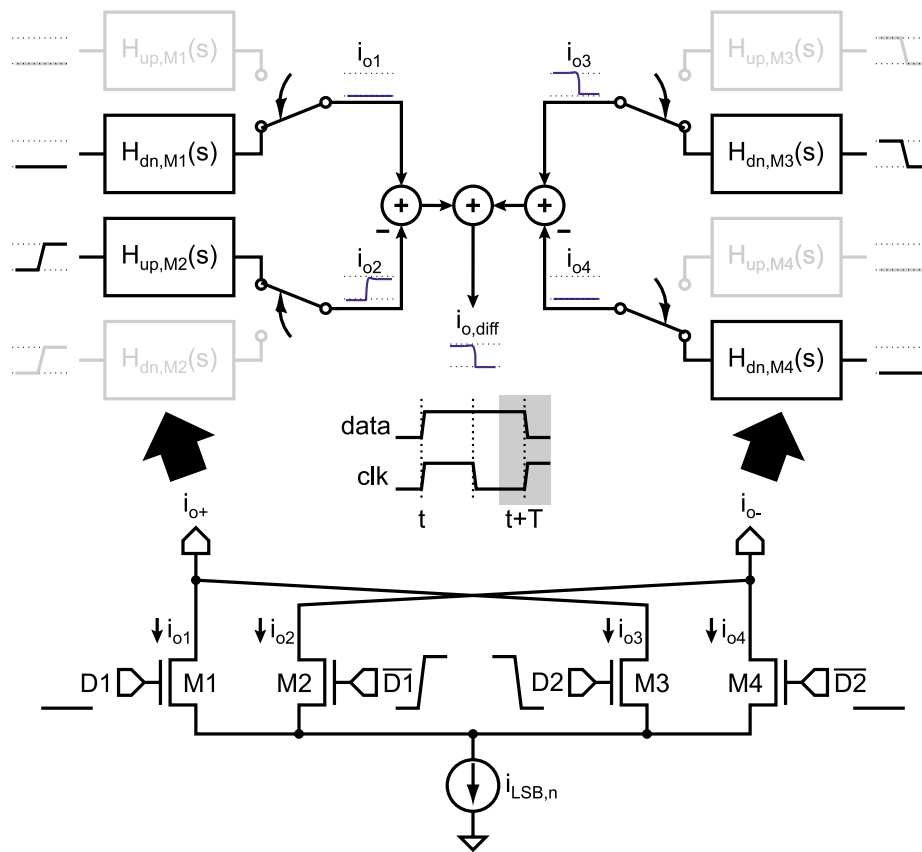 H_up,M1(s)
i_o1
i_o3
H_up,M3(s)
H_dn,M1(s)
H_dn,M3(s)
+ + +
− −
H_up,M2(s)
i_o2
i_o4
H_up,M4(s)
i_o,diff
H_dn,M2(s)
H_dn,M4(s)
data
clk
t t+T
i_o+
i_o-
i_o1 i_o2 i_o3 i_o4
D1 M1 M2 D̅1̅ D2 M3 M4 D̅2̅
i_LSB,n